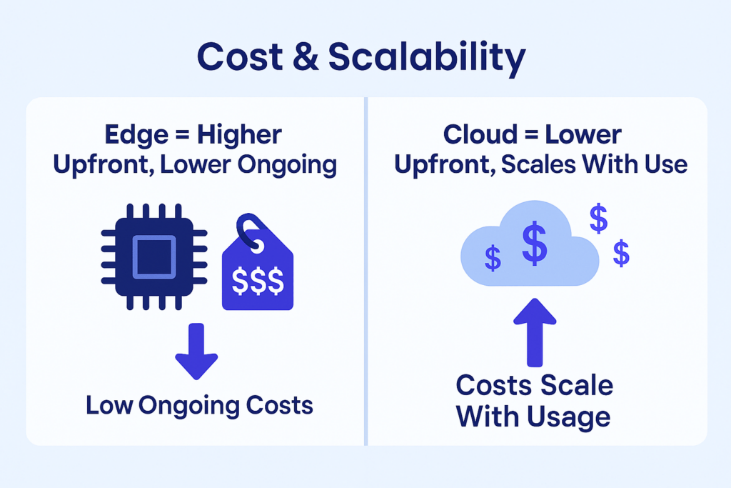 Cost & Scalability
Edge = Higher
Upfront, Lower Ongoing
$$$
Low Ongoing Costs
Cloud = Lower
Upfront, Scales With Use
$ $ $ $
Costs Scale
With Usage